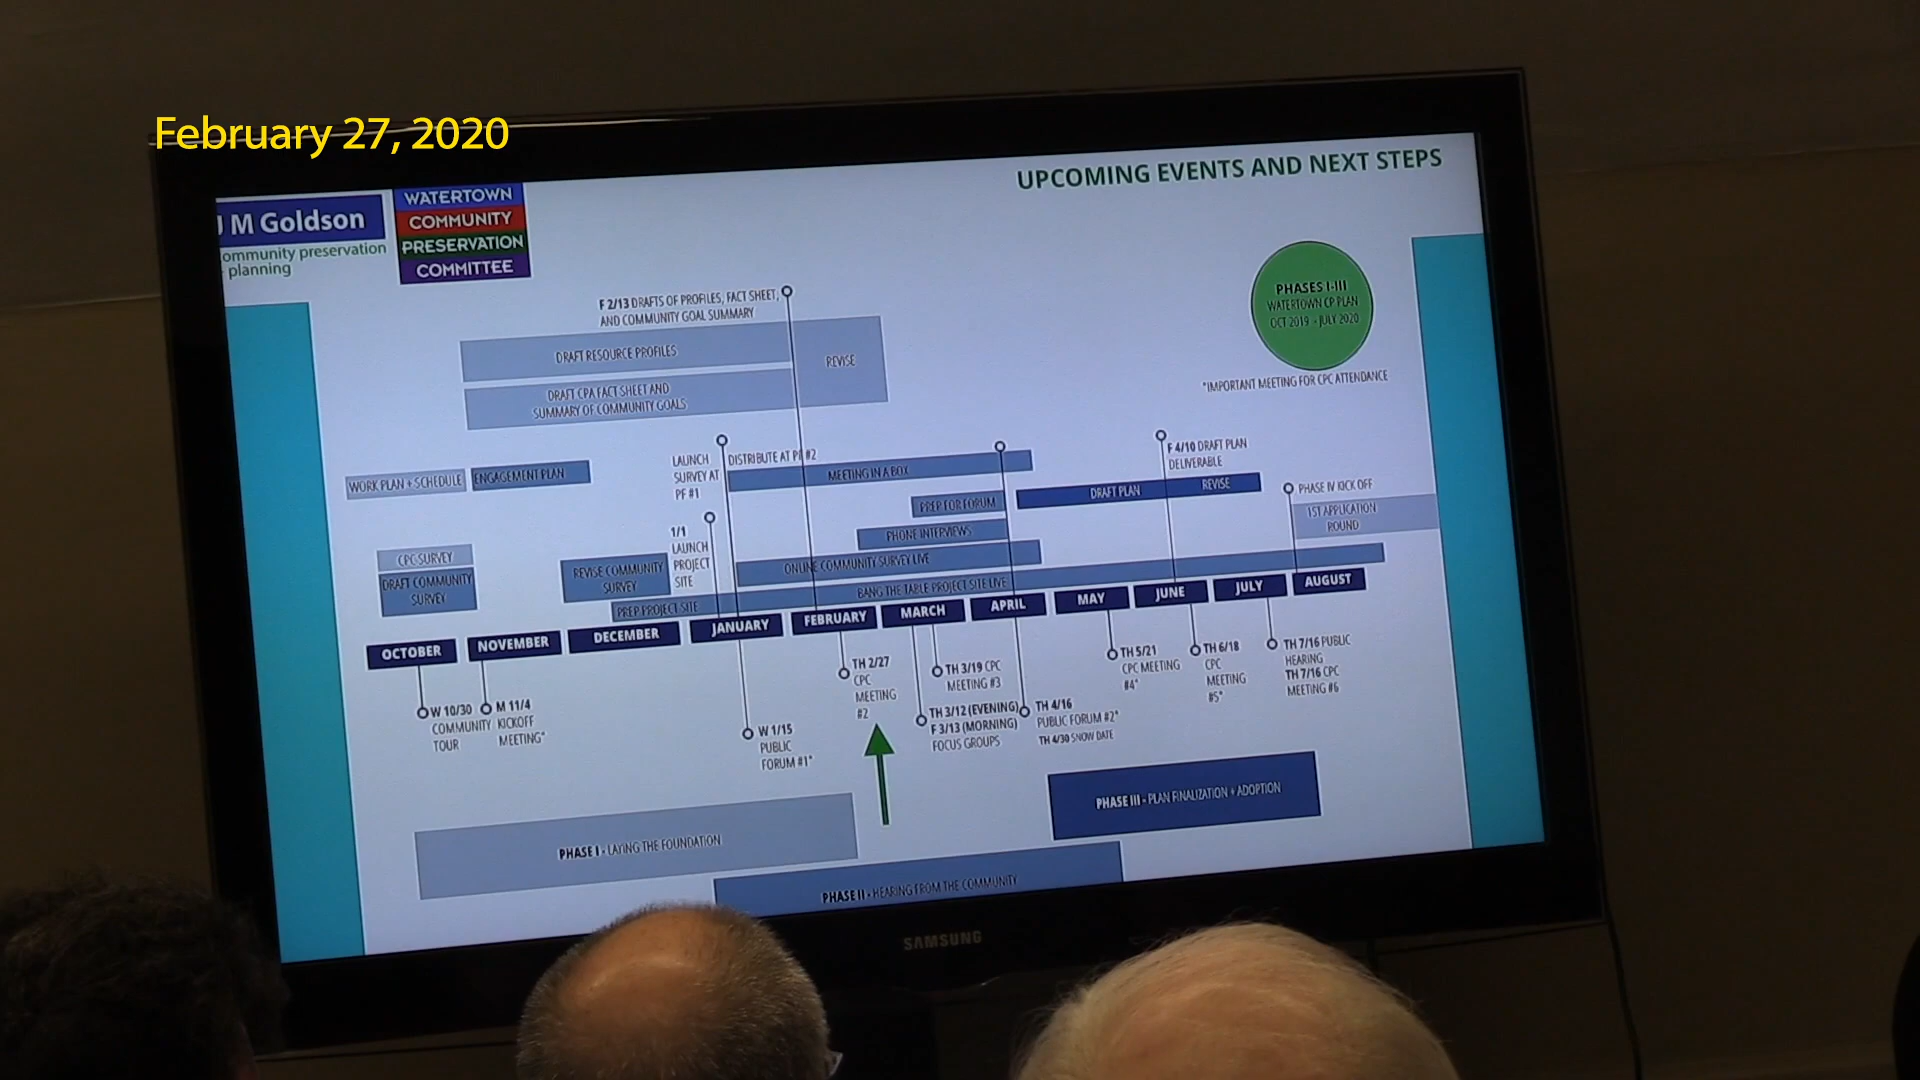 February 27, 2020
UPCOMING EVENTS AND NEXT STEPS
J M Goldson
ommunity preservation
planning
WATERTOWN
COMMUNITY
PRESERVATION
COMMITTEE
PHASES I-III
WATERTOWN CP PLAN
OCT 2019 - JULY 2020
*IMPORTANT MEETING FOR CPC ATTENDANCE
F 2/13 DRAFTS OF PROFILES, FACT SHEET,
AND COMMUNITY GOAL SUMMARY
DRAFT RESOURCE PROFILES
REVISE
DRAFT CPA FACT SHEET AND
SUMMARY OF COMMUNITY GOALS
WORK PLAN + SCHEDULE
ENGAGEMENT PLAN
LAUNCH
SURVEY AT
PF #1
DISTRIBUTE AT PF #2
MEETING IN A BOX
F 4/10 DRAFT PLAN
DELIVERABLE
PREP FOR FORUM
DRAFT PLAN
REVISE
PHASE IV KICK OFF
1ST APPLICATION
ROUND
1/1
LAUNCH
PROJECT
SITE
PHONE INTERVIEWS
CPC SURVEY
DRAFT COMMUNITY
SURVEY
REVISE COMMUNITY
SURVEY
ONLINE COMMUNITY SURVEY LIVE
PREP PROJECT SITE
BANG THE TABLE PROJECT SITE LIVE
OCTOBER
NOVEMBER
DECEMBER
JANUARY
FEBRUARY
MARCH
APRIL
MAY
JUNE
JULY
AUGUST
W 10/30
COMMUNITY
TOUR
M 11/4
KICKOFF
MEETING*
W 1/15
PUBLIC
FORUM #1*
TH 2/27
CPC
MEETING
#2
TH 3/19 CPC
MEETING #3
TH 3/12 (EVENING)
F 3/13 (MORNING)
FOCUS GROUPS
TH 4/16
PUBLIC FORUM #2*
TH 4/30 SNOW DATE
TH 5/21
CPC MEETING
#4*
TH 6/18
CPC
MEETING
#5*
TH 7/16 PUBLIC
HEARING
TH 7/16 CPC
MEETING #6
PHASE I - LAYING THE FOUNDATION
PHASE III - PLAN FINALIZATION + ADOPTION
PHASE II - HEARING FROM THE COMMUNITY
SAMSUNG